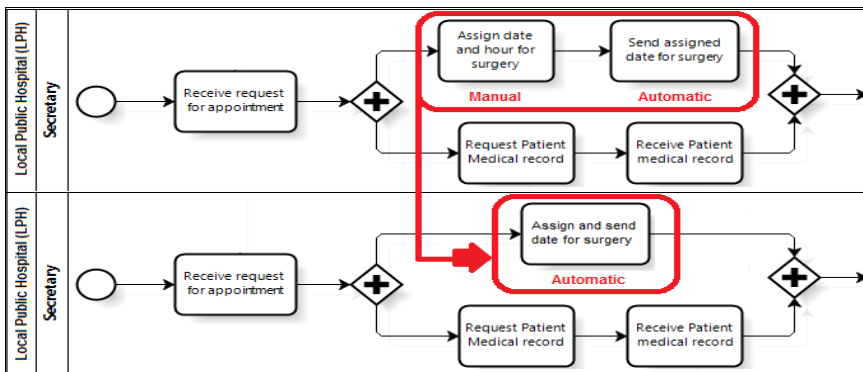 Local Public Hospital (LPH)
Secretary
Receive request
for appointment
Assign date
and hour for
surgery
Manual
Send assigned
date for surgery
Automatic
Request Patient
Medical record
Receive Patient
medical record
Local Public Hospital (LPH)
Secretary
Receive request
for appointment
Assign and send
date for surgery
Automatic
Request Patient
Medical record
Receive Patient
medical record